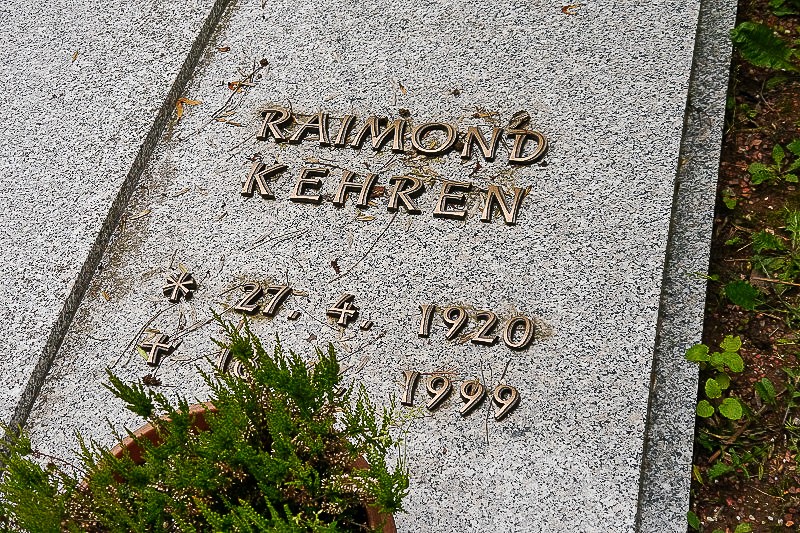 RAIMOND
KEHREN
* 27. 4. 1920
† 1999